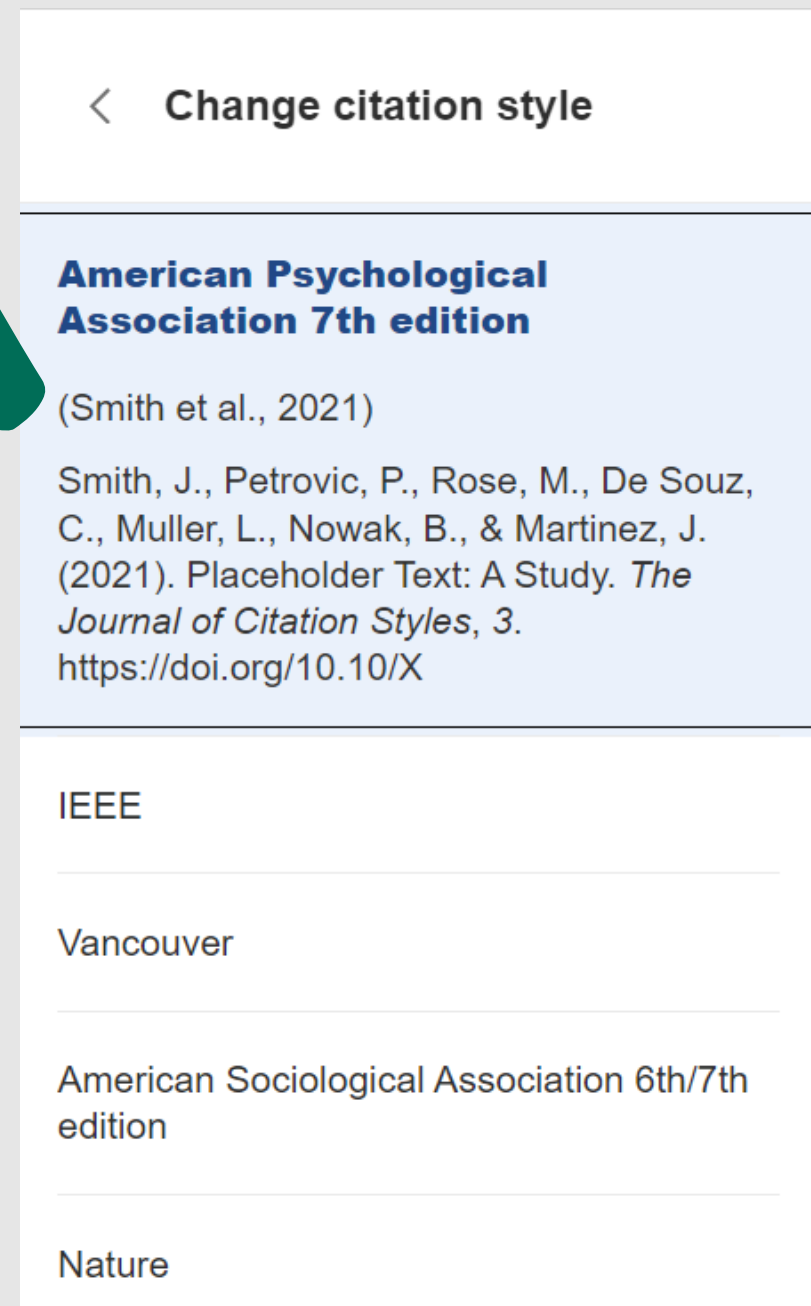 Change citation style
American Psychological
Association 7th edition
(Smith et al., 2021)
Smith, J., Petrovic, P., Rose, M., De Souz,
C., Muller, L., Nowak, B., & Martinez, J.
(2021). Placeholder Text: A Study. The
Journal of Citation Styles, 3.
https://doi.org/10.10/X
IEEE
Vancouver
American Sociological Association 6th/7th
edition
Nature